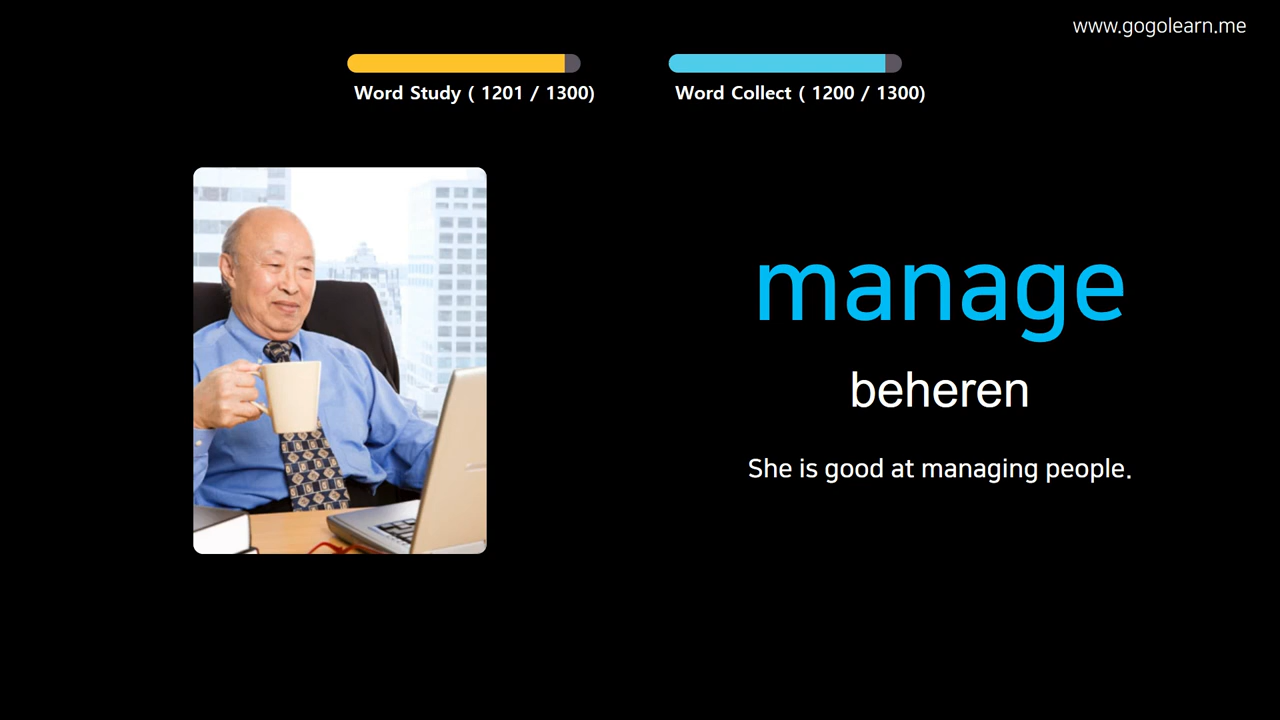 www.gogolearn.me
Word Study ( 1201 / 1300)
Word Collect ( 1200 / 1300)
manage
beheren
She is good at managing people.